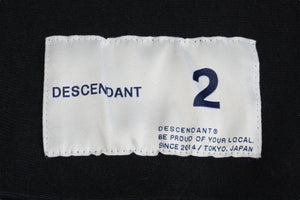 DESCENDANT
2
DESCENDANT®
BE PROUD OF YOUR LOCAL.
SINCE 2014 / TOKYO, JAPAN